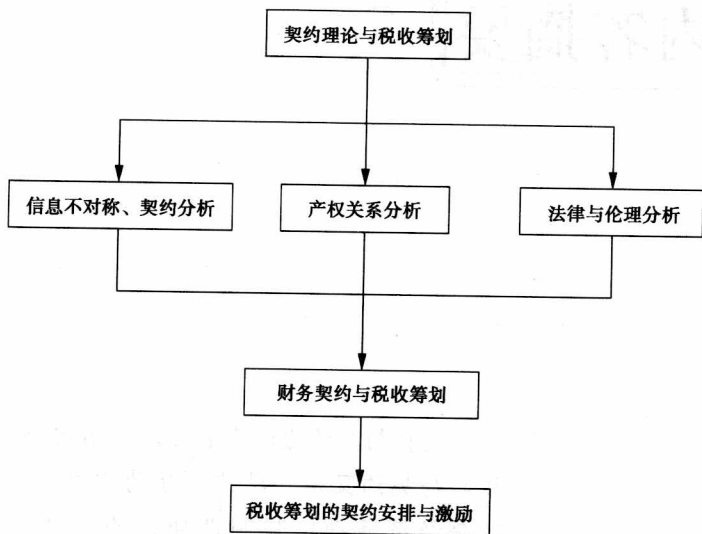 契约理论与税收筹划
信息不对称、契约分析
产权关系分析
法律与伦理分析
财务契约与税收筹划
税收筹划的契约安排与激励